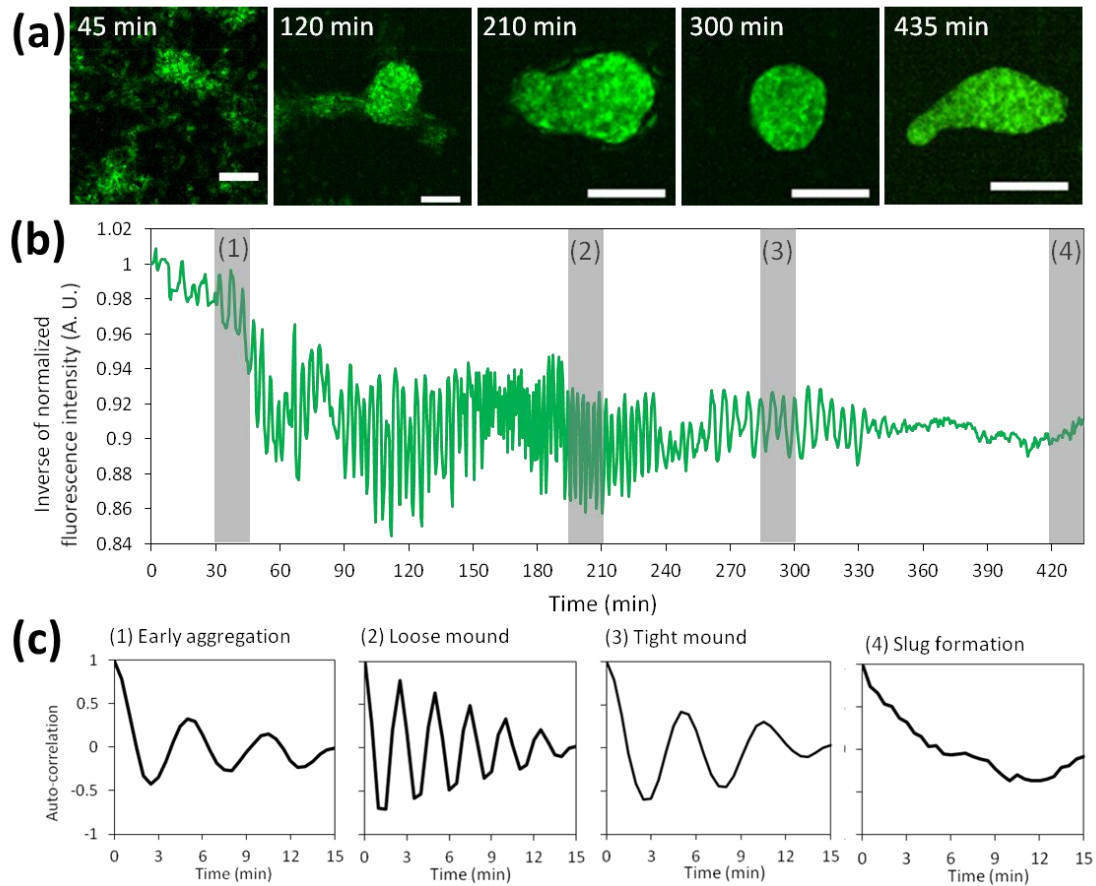 (a)
45 min
120 min
210 min
300 min
435 min
(b)
Inverse of normalized
fluorescence intensity (A. U.)
1.02
1
0.98
0.96
0.94
0.92
0.9
0.88
0.86
0.84
(1)
(2)
(3)
(4)
0 30 60 90 120 150 180 210 240 270 300 330 360 390 420
Time (min)
(c)
(1) Early aggregation
(2) Loose mound
(3) Tight mound
(4) Slug formation
Auto-correlation
1
0.5
0
-0.5
-1
0 3 6 9 12 15
Time (min)
0 3 6 9 12 15
Time (min)
0 3 6 9 12 15
Time (min)
0 3 6 9 12 15
Time (min)